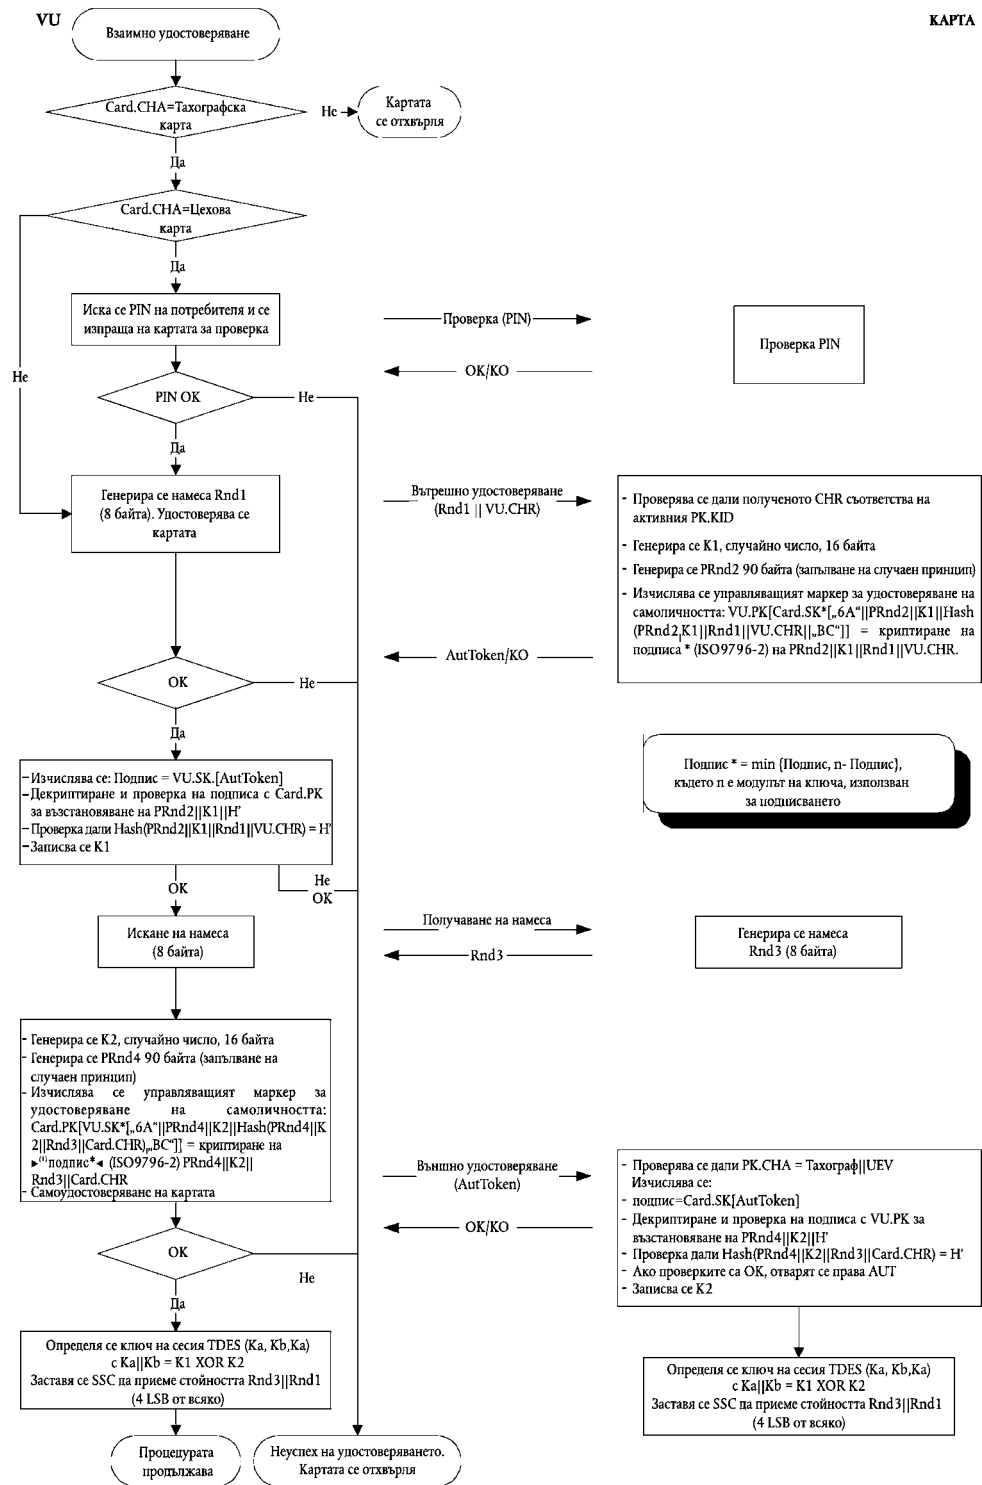 VU
КАРТА
Взаимно удостоверяване
Card.CHA=Тахографска
карта
Не
Картата
се отхвърля
Да
Card.CHA=Цехова
карта
Да
Иска се PIN на потребителя и се
изпраща на картата за проверка
Проверка (PIN)
Проверка PIN
OK/KO
Не
PIN OK
Не
Да
Генерира се намеса Rnd1
(8 байта). Удостоверява се
картата
Вътрешно удостоверяване
(Rnd1 || VU.CHR)
- Проверява се дали полученото CHR съответства на
активния PK.KID
- Генерира се K1, случайно число, 16 байта
- Генерира се PRnd2 90 байта (запълване на случаен принцип)
- Изчислява се управляващият маркер за удостоверяване на
самоличността: VU.PK[Card.SK*[„6A“||PRnd2||K1||Hash
(PRnd2,K1||Rnd1||VU.CHR||„BC“]] = криптиране на
подписа * (ISO9796-2) на PRnd2||K1||Rnd1||VU.CHR.
AutToken/KO
OK
Не
Да
Подпис * = min {Подпис, n- Подпис},
където n е модулът на ключа, използван
за подписването
- Изчислява се: Подпис = VU.SK.[AutToken]
- Декриптиране и проверка на подписа с Card.PK
за възстановяване на PRnd2||K1||H’
- Проверка дали Hash(PRnd2||K1||Rnd1||VU.CHR) = H’
- Записва се K1
OK
Не
OK
Искане на намеса
(8 байта)
Получаване на намеса
Rnd3
Генерира се намеса
Rnd3 (8 байта)
- Генерира се K2, случайно число, 16 байта
- Генерира се PRnd4 90 байта (запълване на
случаен принцип)
- Изчислява се управляващият маркер за
удостоверяване на самоличността:
Card.PK[VU.SK*[„6A“||PRnd4||K2||Hash(PRnd4||K
2||Rnd3||Card.CHR)„BC“]] = криптиране на
►(1)подпис*◄ (ISO9796-2) PRnd4||K2||
Rnd3||Card.CHR
- Самоудостоверяване на картата
Външно удостоверяване
(AutToken)
OK/KO
- Проверява се дали PK.CHA = Тахограф||UEV
Изчислява се:
- подпис=Card.SK[AutToken]
- Декриптиране и проверка на подписа с VU.PK за
възстановяване на PRnd4||K2||H’
- Проверка дали Hash(PRnd4||K2||Rnd3||Card.CHR) = H’
- Ако проверките са OK, отварят се права AUT
- Записва се K2
OK
Не
Да
Определя се ключ на сесия TDES (Ka, Kb,Ka)
с Ka||Kb = K1 XOR K2
Заставя се SSC да приеме стойността Rnd3||Rnd1
(4 LSB от всяко)
Определя се ключ на сесия TDES (Ka, Kb,Ka)
с Ka||Kb = K1 XOR K2
Заставя се SSC да приеме стойността Rnd3||Rnd1
(4 LSB от всяко)
Процедурата
продължава
Неуспех на удостоверяването.
Картата се отхвърля